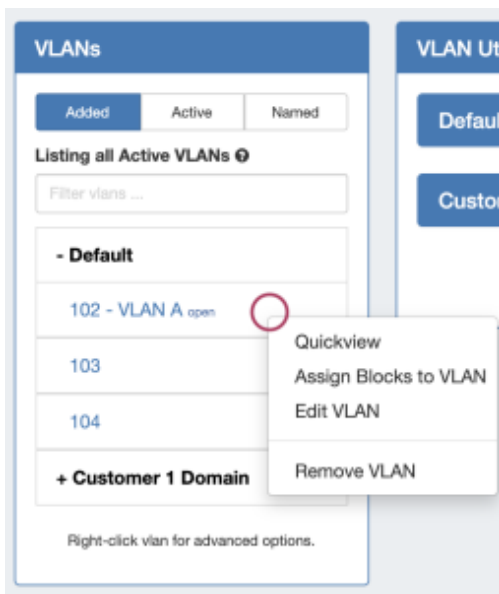 VLANs
Added Active Named
Listing all Active VLANs
Filter vlans ...
- Default
102 - VLAN A open
103
104
+ Customer 1 Domain
Right-click vlan for advanced options.
Quickview
Assign Blocks to VLAN
Edit VLAN
Remove VLAN
VLAN Ut
Defaul
Custo